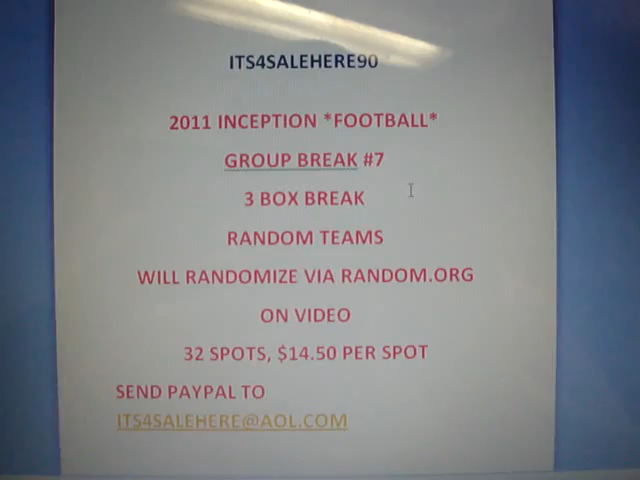 ITS4SALEHERE90
2011 INCEPTION *FOOTBALL*
GROUP BREAK #7
3 BOX BREAK
RANDOM TEAMS
WILL RANDOMIZE VIA RANDOM.ORG
ON VIDEO
32 SPOTS, $14.50 PER SPOT
SEND PAYPAL TO
ITS4SALEHERE@AOL.COM